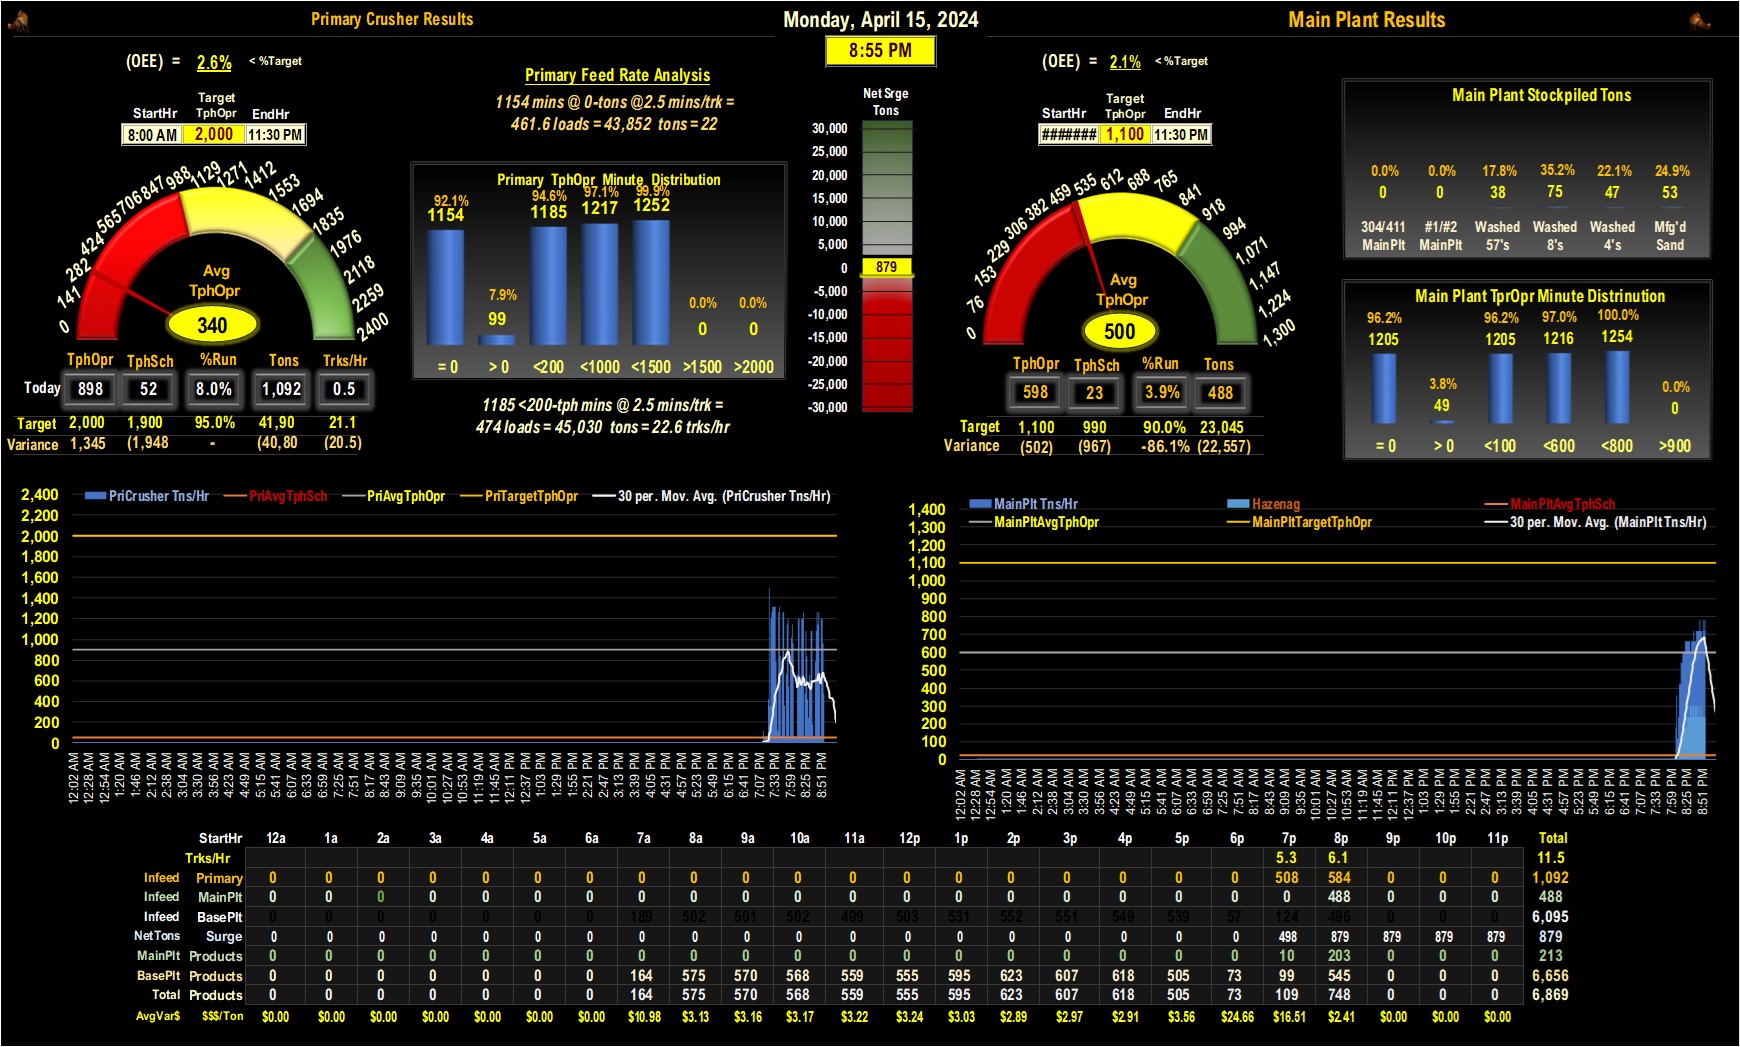 Primary Crusher Results
Monday, April 15, 2024
Main Plant Results
8:55 PM
(OEE) = 2.6% < %Target
StartHr Target TphOpr EndHr
8:00 AM 2,000 11:30 PM
0 141 282 424 565 706 847 988 1129 1271 1412 1553 1694 1835 1976 2118 2259 2400
Avg
TphOpr
340
TphOpr TphSch %Run Tons Trks/Hr
Today 898 52 8.0% 1,092 0.5
Target 2,000 1,900 95.0% 41,90 21.1
Variance 1,345 (1,948 - (40,80 (20.5)
Primary Feed Rate Analysis
1154 mins @ 0-tons @2.5 mins/trk =
461.6 loads = 43,852 tons = 22
Primary TphOpr Minute Distribution
92.1% 7.9% 94.6% 97.1% 99.9% 0.0% 0.0%
1154 99 1185 1217 1252 0 0
= 0 > 0 <200 <1000 <1500 >1500 >2000
1185 <200-tph mins @ 2.5 mins/trk =
474 loads = 45,030 tons = 22.6 trks/hr
Net Srge
Tons
30,000
25,000
20,000
15,000
10,000
5,000
0 879
-5,000
-10,000
-15,000
-20,000
-25,000
-30,000
(OEE) = 2.1% < %Target
StartHr Target TphOpr EndHr
####### 1,100 11:30 PM
0 76 153 229 306 382 459 535 612 688 765 841 918 994 1,071 1,147 1,224 1,300
Avg
TphOpr
500
TphOpr TphSch %Run Tons
598 23 3.9% 488
Target 1,100 990 90.0% 23,045
Variance (502) (967) -86.1% (22,557)
Main Plant Stockpiled Tons
0.0% 0.0% 17.8% 35.2% 22.1% 24.9%
0 0 38 75 47 53
304/411 #1/#2 Washed Washed Washed Mfg'd
MainPlt MainPlt 57's 8's 4's Sand
Main Plant TprOpr Minute Distrinution
96.2% 3.8% 96.2% 97.0% 100.0% 0.0%
1205 49 1205 1216 1254 0
= 0 > 0 <100 <600 <800 >900
PriCrusher Tns/Hr PriAvgTphSch PriAvgTphOpr PriTargetTphOpr 30 per. Mov. Avg. (PriCrusher Tns/Hr)
2,400
2,200
2,000
1,800
1,600
1,400
1,200
1,000
800
600
400
200
0
12:02 AM 12:28 AM 12:54 AM 1:20 AM 1:46 AM 2:12 AM 2:38 AM 3:04 AM 3:30 AM 3:56 AM 4:23 AM 4:49 AM 5:15 AM 5:41 AM 6:07 AM 6:33 AM 6:59 AM 7:25 AM 7:51 AM 8:17 AM 8:43 AM 9:09 AM 9:35 AM 10:01 AM 10:27 AM 10:53 AM 11:19 AM 11:45 AM 12:11 PM 12:37 PM 1:03 PM 1:29 PM 1:55 PM 2:21 PM 2:47 PM 3:13 PM 3:39 PM 4:05 PM 4:31 PM 4:57 PM 5:23 PM 5:49 PM 6:15 PM 6:41 PM 7:07 PM 7:33 PM 7:59 PM 8:25 PM 8:51 PM
MainPlt Tns/Hr Hazenag MainPltAvgTphSch
MainPltAvgTphOpr MainPltTargetTphOpr 30 per. Mov. Avg. (MainPlt Tns/Hr)
1,400
1,300
1,200
1,100
1,000
900
800
700
600
500
400
300
200
100
0
12:02 AM 12:28 AM 12:54 AM 1:20 AM 1:46 AM 2:12 AM 2:38 AM 3:04 AM 3:30 AM 3:56 AM 4:23 AM 4:49 AM 5:15 AM 5:41 AM 6:07 AM 6:33 AM 6:59 AM 7:25 AM 7:51 AM 8:17 AM 8:43 AM 9:09 AM 9:35 AM 10:01 AM 10:27 AM 10:53 AM 11:19 AM 11:45 AM 12:11 PM 12:37 PM 1:03 PM 1:29 PM 1:55 PM 2:21 PM 2:47 PM 3:13 PM 3:39 PM 4:05 PM 4:31 PM 4:57 PM 5:23 PM 5:49 PM 6:15 PM 6:41 PM 7:07 PM 7:33 PM 7:59 PM 8:25 PM 8:51 PM
StartHr 12a 1a 2a 3a 4a 5a 6a 7a 8a 9a 10a 11a 12p 1p 2p 3p 4p 5p 6p 7p 8p 9p 10p 11p Total
Trks/Hr 5.3 6.1 11.5
Infeed Primary 0 0 0 0 0 0 0 0 0 0 0 0 0 0 0 0 0 0 0 508 584 0 0 0 1,092
Infeed MainPlt 0 0 0 0 0 0 0 0 0 0 0 0 0 0 0 0 0 0 0 0 488 0 0 0 488
Infeed BasePlt 0 0 0 0 0 0 0 189 502 501 502 499 503 531 552 551 549 539 57 124 496 0 0 0 6,095
NetTons Surge 0 0 0 0 0 0 0 0 0 0 0 0 0 0 0 0 0 0 0 498 879 879 879 879 879
MainPlt Products 0 0 0 0 0 0 0 0 0 0 0 0 0 0 0 0 0 0 0 10 203 0 0 0 213
BasePlt Products 0 0 0 0 0 0 0 164 575 570 568 559 555 595 623 607 618 505 73 99 545 0 0 0 6,656
Total Products 0 0 0 0 0 0 0 164 575 570 568 559 555 595 623 607 618 505 73 109 748 0 0 0 6,869
AvgVar$ $$$/Ton $0.00 $0.00 $0.00 $0.00 $0.00 $0.00 $0.00 $10.98 $3.13 $3.16 $3.17 $3.22 $3.24 $3.03 $2.89 $2.97 $2.91 $3.56 $24.66 $16.51 $2.41 $0.00 $0.00 $0.00